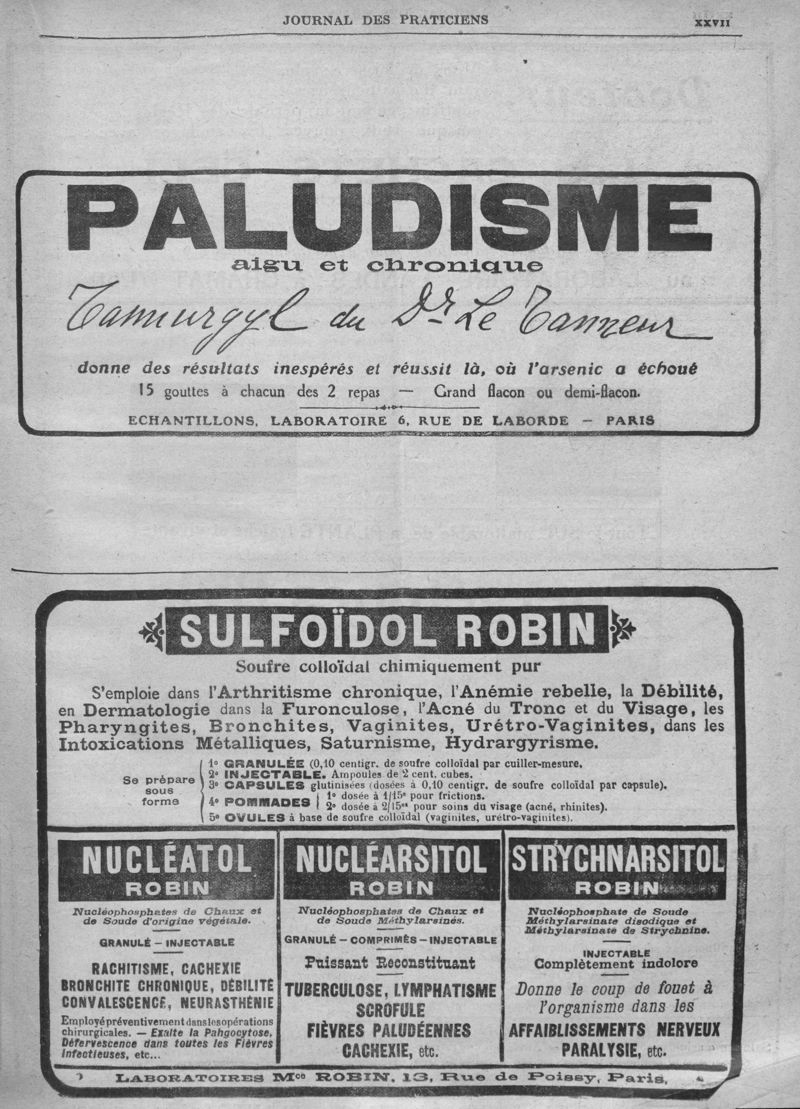 JOURNAL DES PRATICIENS
XXVII
PALUDISME
aigu et chronique
Tannurgyl du Dr. Le Tanneur
donne des résultats inespérés et réussit là, où l'arsenic a échoué
15 gouttes à chacun des 2 repas — Grand flacon ou demi-flacon.
ECHANTILLONS, LABORATOIRE 6, RUE DE LABORDE — PARIS
SULFOÏDOL ROBIN
Soufre colloïdal chimiquement pur
S'emploie dans l'Arthritisme chronique, l'Anémie rebelle, la Débilité,
en Dermatologie dans la Furonculose, l'Acné du Tronc et du Visage, les
Pharyngites, Bronchites, Vaginites, Urétro-Vaginites, dans les
Intoxications Métalliques, Saturnisme, Hydrargyrisme.
Se prépare
sous
forme
1o GRANULÉE (0,10 centigr. de soufre colloïdal par cuiller-mesure.
2o INJECTABLE. Ampoules de 2 cent. cubes.
3o CAPSULES glutinisées (dosées à 0,10 centigr. de soufre colloïdal par capsule).
4o POMMADES
1o dosée à 1/15e pour frictions.
2o dosée à 2/15es pour soins du visage (acné, rhinites).
5o OVULES à base de soufre colloïdal (vaginites, urétro-vaginites).
NUCLÉATOL
ROBIN
Nucléophosphates de Chaux et
de Soude d'origine végétale.
GRANULÉ – INJECTABLE
RACHITISME, CACHEXIE
BRONCHITE CHRONIQUE, DÉBILITÉ
CONVALESCENCE, NEURASTHÉNIE
Employé préventivement dans les opérations
chirurgicales. — Exalte la Pahgocytose,
Défervescence dans toutes les Fièvres
infectieuses, etc...
NUCLÉARSITOL
ROBIN
Nucléophosphates de Chaux et
de Soude Méthylarsinés.
GRANULÉ – COMPRIMÉS – INJECTABLE
Puissant Reconstituant
TUBERCULOSE, LYMPHATISME
SCROFULE
FIÈVRES PALUDÉENNES
CACHEXIE, etc.
STRYCHNARSITOL
ROBIN
Nucléophosphate de Soude
Méthylarsinate disodique et
Méthylarsinate de Strychnine.
INJECTABLE
Complètement indolore
Donne le coup de fouet à
l'organisme dans les
AFFAIBLISSEMENTS NERVEUX
PARALYSIE, etc.
LABORATOIRES Mce ROBIN, 13, Rue de Poissy, Paris,